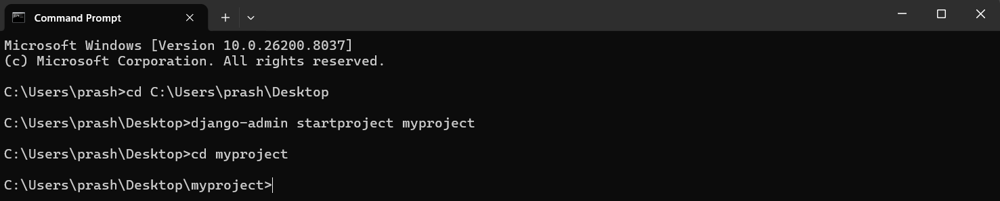 Command Prompt
Microsoft Windows [Version 10.0.26200.8037]
(c) Microsoft Corporation. All rights reserved.
C:\Users\prash>cd C:\Users\prash\Desktop
C:\Users\prash\Desktop>django-admin startproject myproject
C:\Users\prash\Desktop>cd myproject
C:\Users\prash\Desktop\myproject>